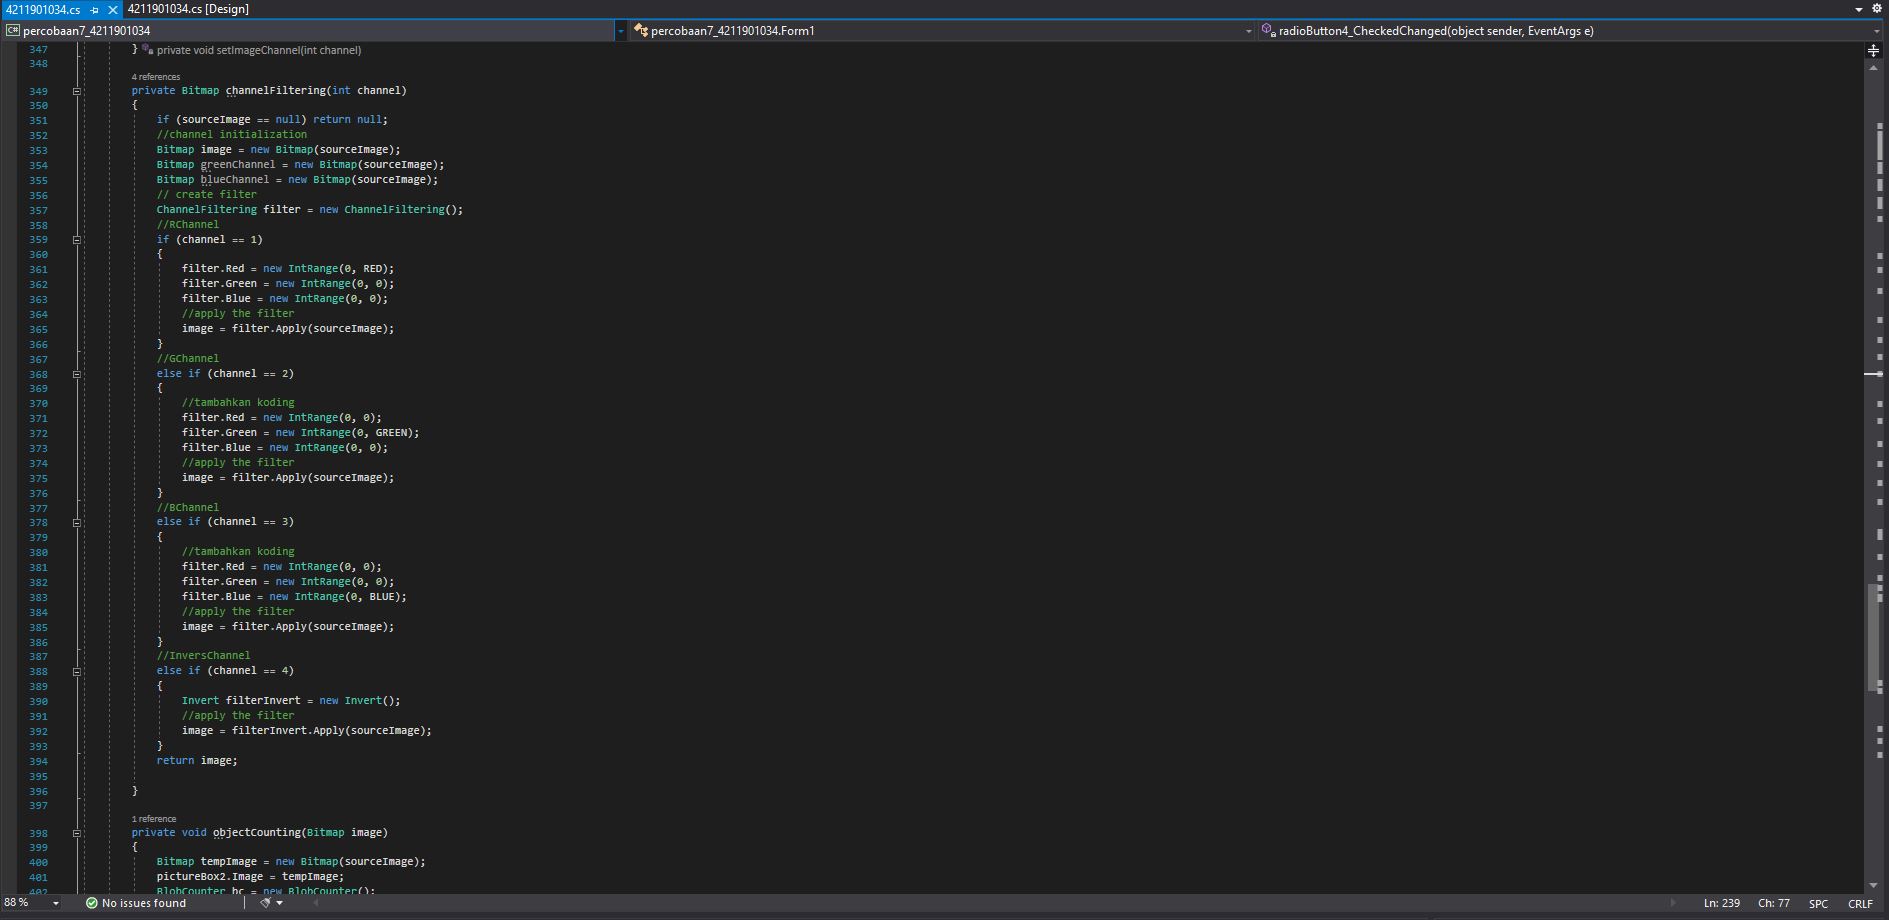 4211901034.cs 4211901034.cs [Design]
C# percobaan7_4211901034 percobaan7_4211901034.Form1 radioButton4_CheckedChanged(object sender, EventArgs e)
347 } private void setImageChannel(int channel)
348
4 references
349 private Bitmap channelFiltering(int channel)
350 {
351 if (sourceImage == null) return null;
352 //channel initialization
353 Bitmap image = new Bitmap(sourceImage);
354 Bitmap greenChannel = new Bitmap(sourceImage);
355 Bitmap blueChannel = new Bitmap(sourceImage);
356 // create filter
357 ChannelFiltering filter = new ChannelFiltering();
358 //RChannel
359 if (channel == 1)
360 {
361 filter.Red = new IntRange(0, RED);
362 filter.Green = new IntRange(0, 0);
363 filter.Blue = new IntRange(0, 0);
364 //apply the filter
365 image = filter.Apply(sourceImage);
366 }
367 //GChannel
368 else if (channel == 2)
369 {
370 //tambahkan koding
371 filter.Red = new IntRange(0, 0);
372 filter.Green = new IntRange(0, GREEN);
373 filter.Blue = new IntRange(0, 0);
374 //apply the filter
375 image = filter.Apply(sourceImage);
376 }
377 //BChannel
378 else if (channel == 3)
379 {
380 //tambahkan koding
381 filter.Red = new IntRange(0, 0);
382 filter.Green = new IntRange(0, 0);
383 filter.Blue = new IntRange(0, BLUE);
384 //apply the filter
385 image = filter.Apply(sourceImage);
386 }
387 //InversChannel
388 else if (channel == 4)
389 {
390 Invert filterInvert = new Invert();
391 //apply the filter
392 image = filterInvert.Apply(sourceImage);
393 }
394 return image;
395
396 }
397
1 reference
398 private void objectCounting(Bitmap image)
399 {
400 Bitmap tempImage = new Bitmap(sourceImage);
401 pictureBox2.Image = tempImage;
402 BlobCounter bc = new BlobCounter();
88 % No issues found Ln: 239 Ch: 77 SPC CRLF